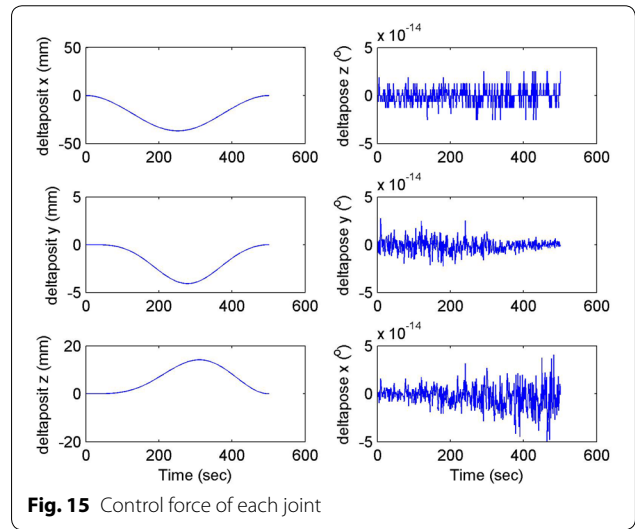 50
0
-50
0 200 400 600
deltaposit x (mm)
x 10-14
5
0
-5
0 200 400 600
deltapose z (°)
5
0
-5
0 200 400 600
deltaposit y (mm)
x 10-14
5
0
-5
0 200 400 600
deltapose y (°)
20
0
-20
0 200 400 600
deltaposit z (mm)
Time (sec)
x 10-14
5
0
-5
0 200 400 600
deltapose x (°)
Time (sec)
Fig. 15 Control force of each joint